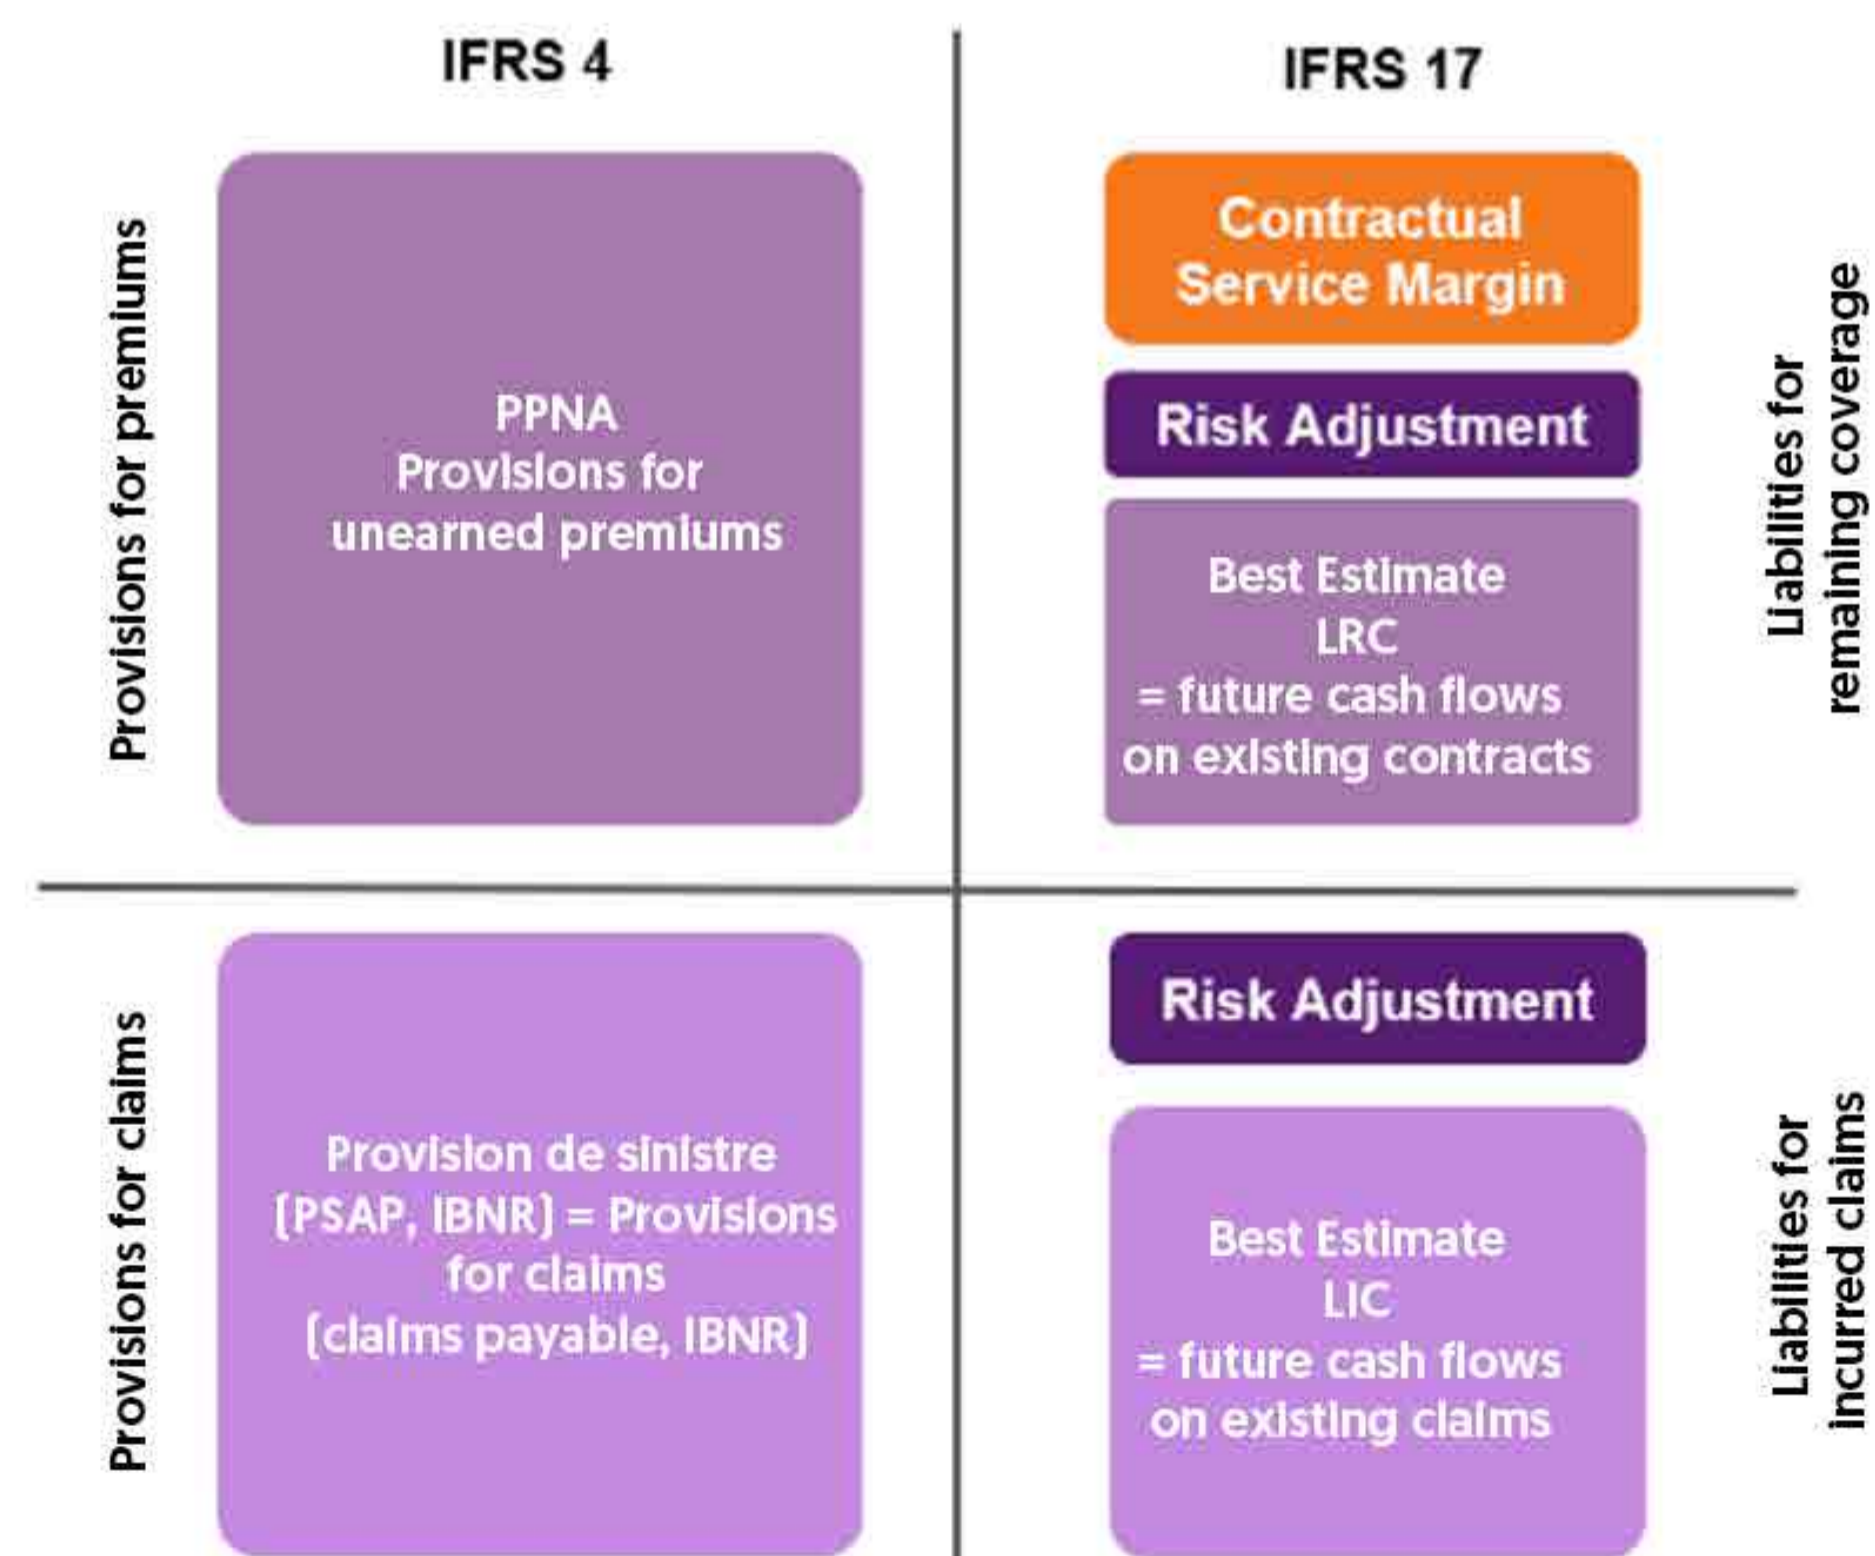 IFRS 4
IFRS 17
Provisions for premiums
PPNA
Provisions for
unearned premiums
Contractual
Service Margin
Risk Adjustment
Best Estimate
LRC
= future cash flows
on existing contracts
Liabilities for
remaining coverage
Provisions for claims
Provision de sinistre
(PSAP, IBNR) = Provisions
for claims
(claims payable, IBNR)
Risk Adjustment
Best Estimate
LIC
= future cash flows
on existing claims
Liabilities for
incurred claims